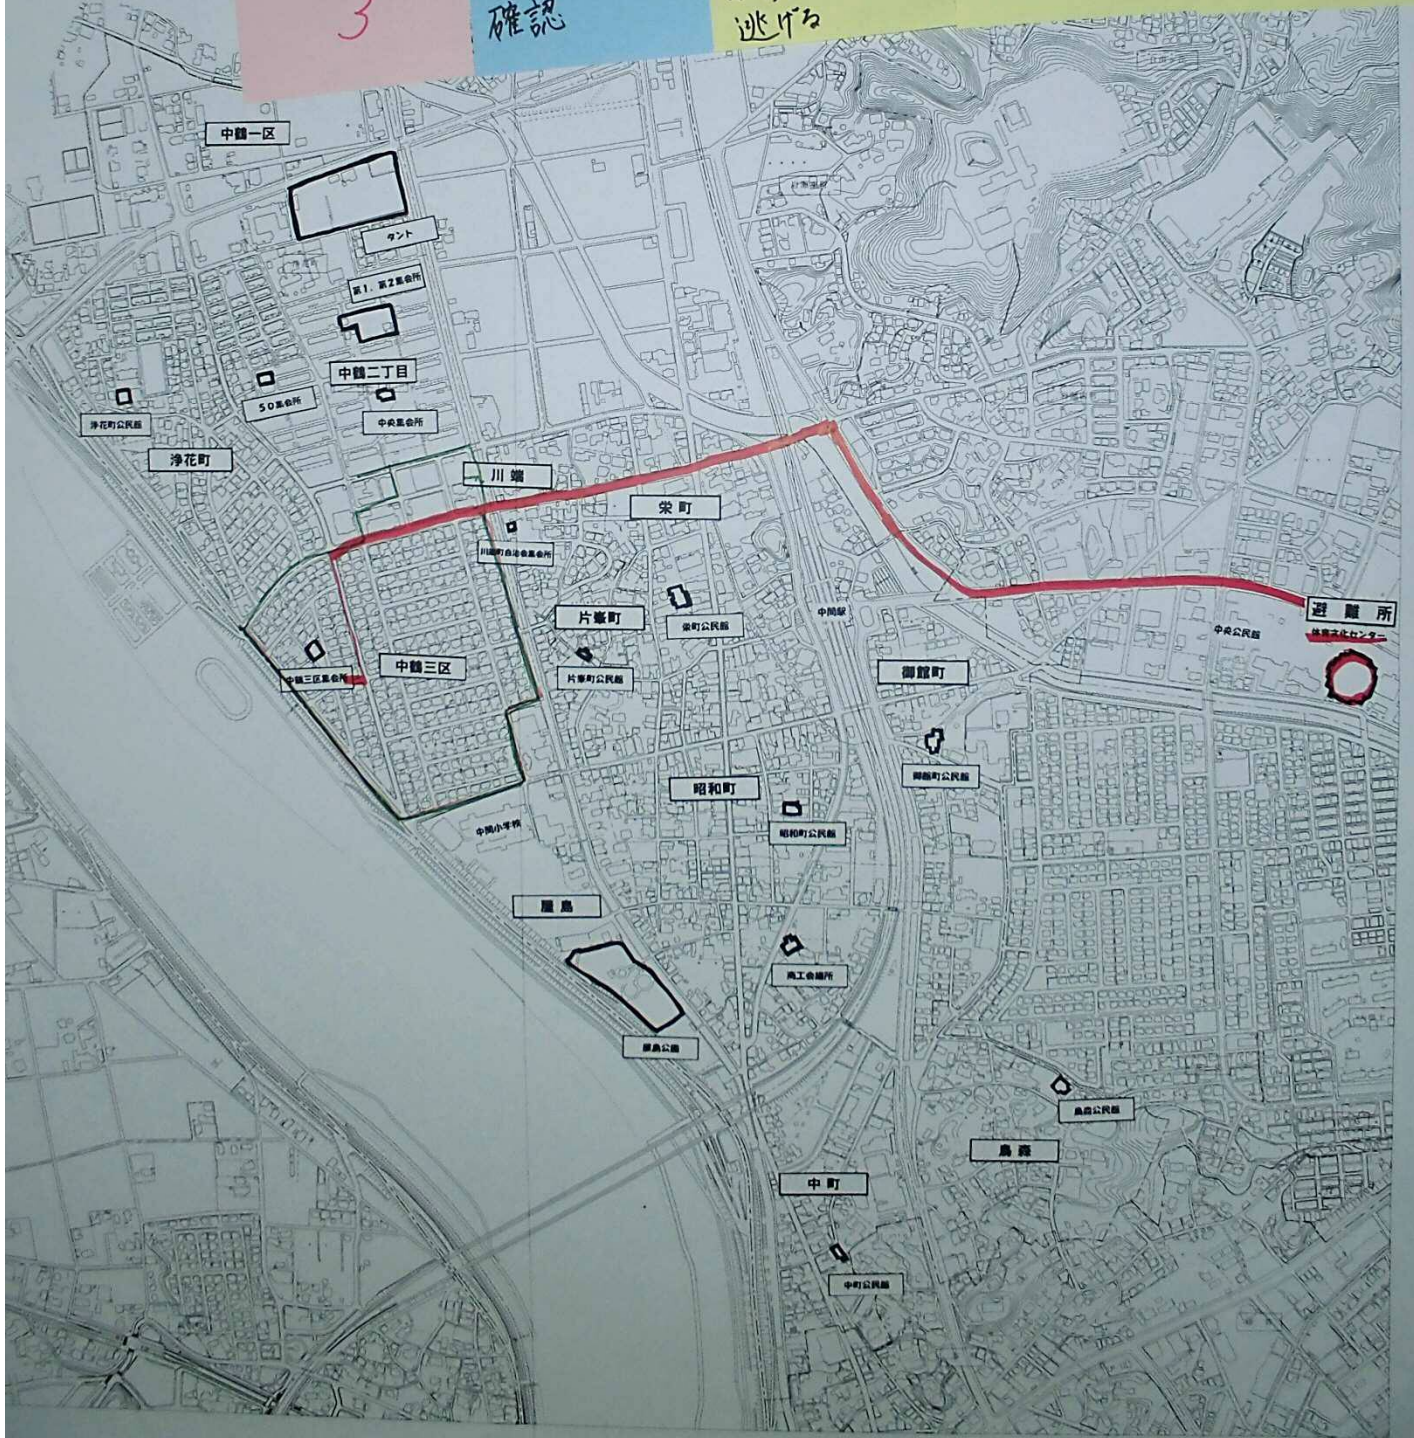 3
確認
逃げる
中鶴一区
タント
第1,第2集会所
中鶴二丁目
50集会所
中央集会所
浄花町公民館
浄花町
川端
栄町
川端町自治会集会所
片峯町
栄町公民館
中間駅
避難所
体育文化センター
中央公民館
中鶴三区
中鶴三区集会所
片峯町公民館
御館町
御館町公民館
昭和町
昭和町公民館
中間小学校
屋島
商工会議所
屋島公園
鳥森公民館
鳥森
中町
中町公民館